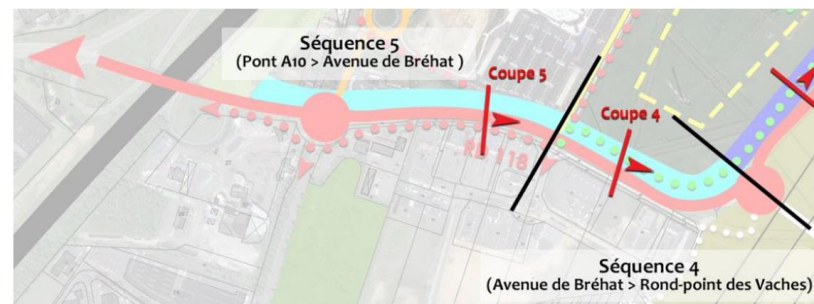 Séquence 5
(Pont A10 > Avenue de Bréhat )
Coupe 5
Coupe 4
118
Séquence 4
(Avenue de Bréhat > Rond-point des Vaches)